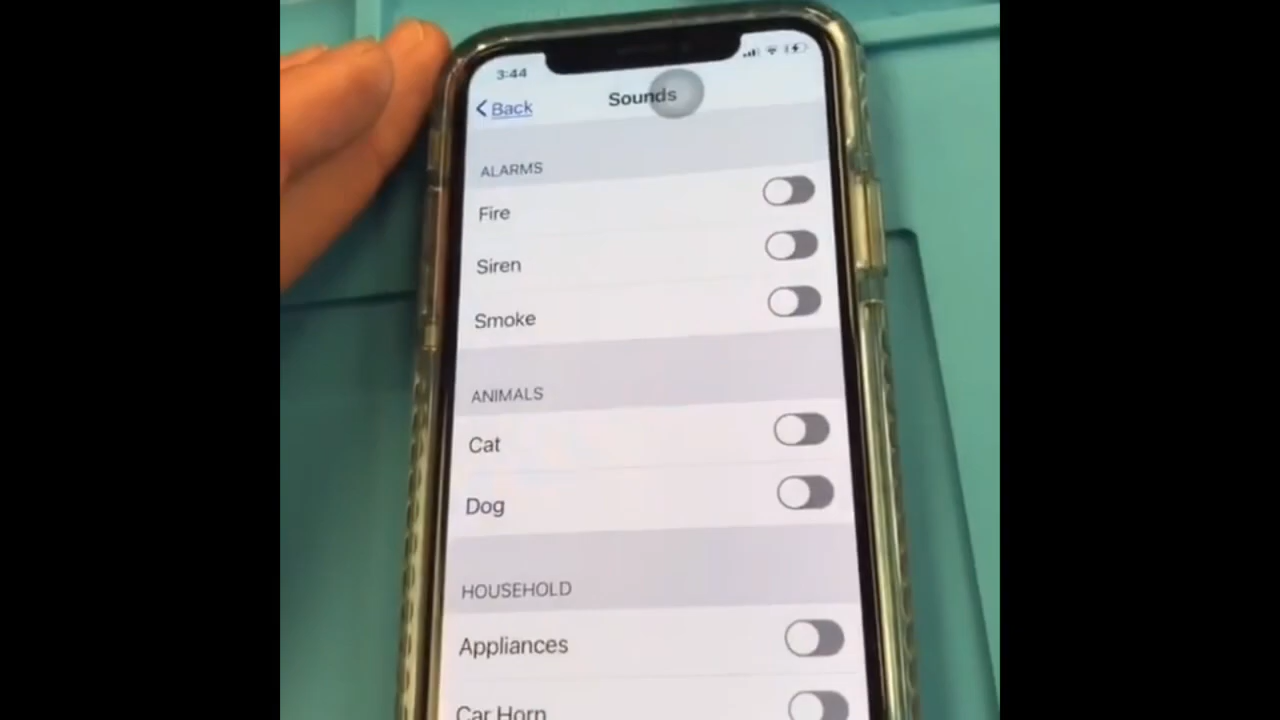 3:44
Back
Sounds
ALARMS
Fire
Siren
Smoke
ANIMALS
Cat
Dog
HOUSEHOLD
Appliances
Car Horn